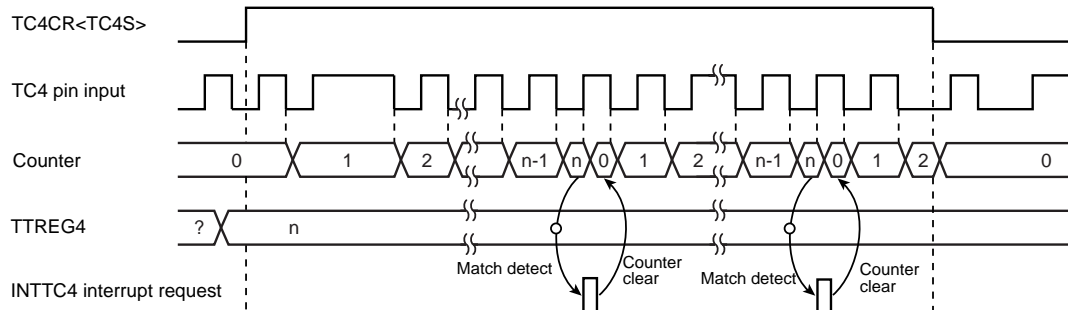 TC4CR<TC4S>
TC4 pin input
Counter 0 1 2 n-1 n 0 1 2 n-1 n 0 1 2 0
TTREG4 ? n
Match detect Counter clear Match detect Counter clear
INTTC4 interrupt request